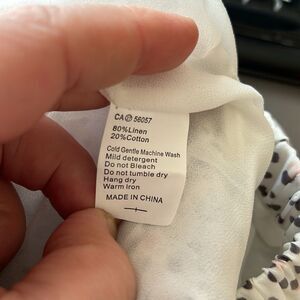 CA Ⓝ 56057
80%Linen
20%Cotton
Cold Gentle Machine Wash
Mild detergent
Do not Bleach
Do not tumble dry
Hang dry
Warm Iron
MADE IN CHINA